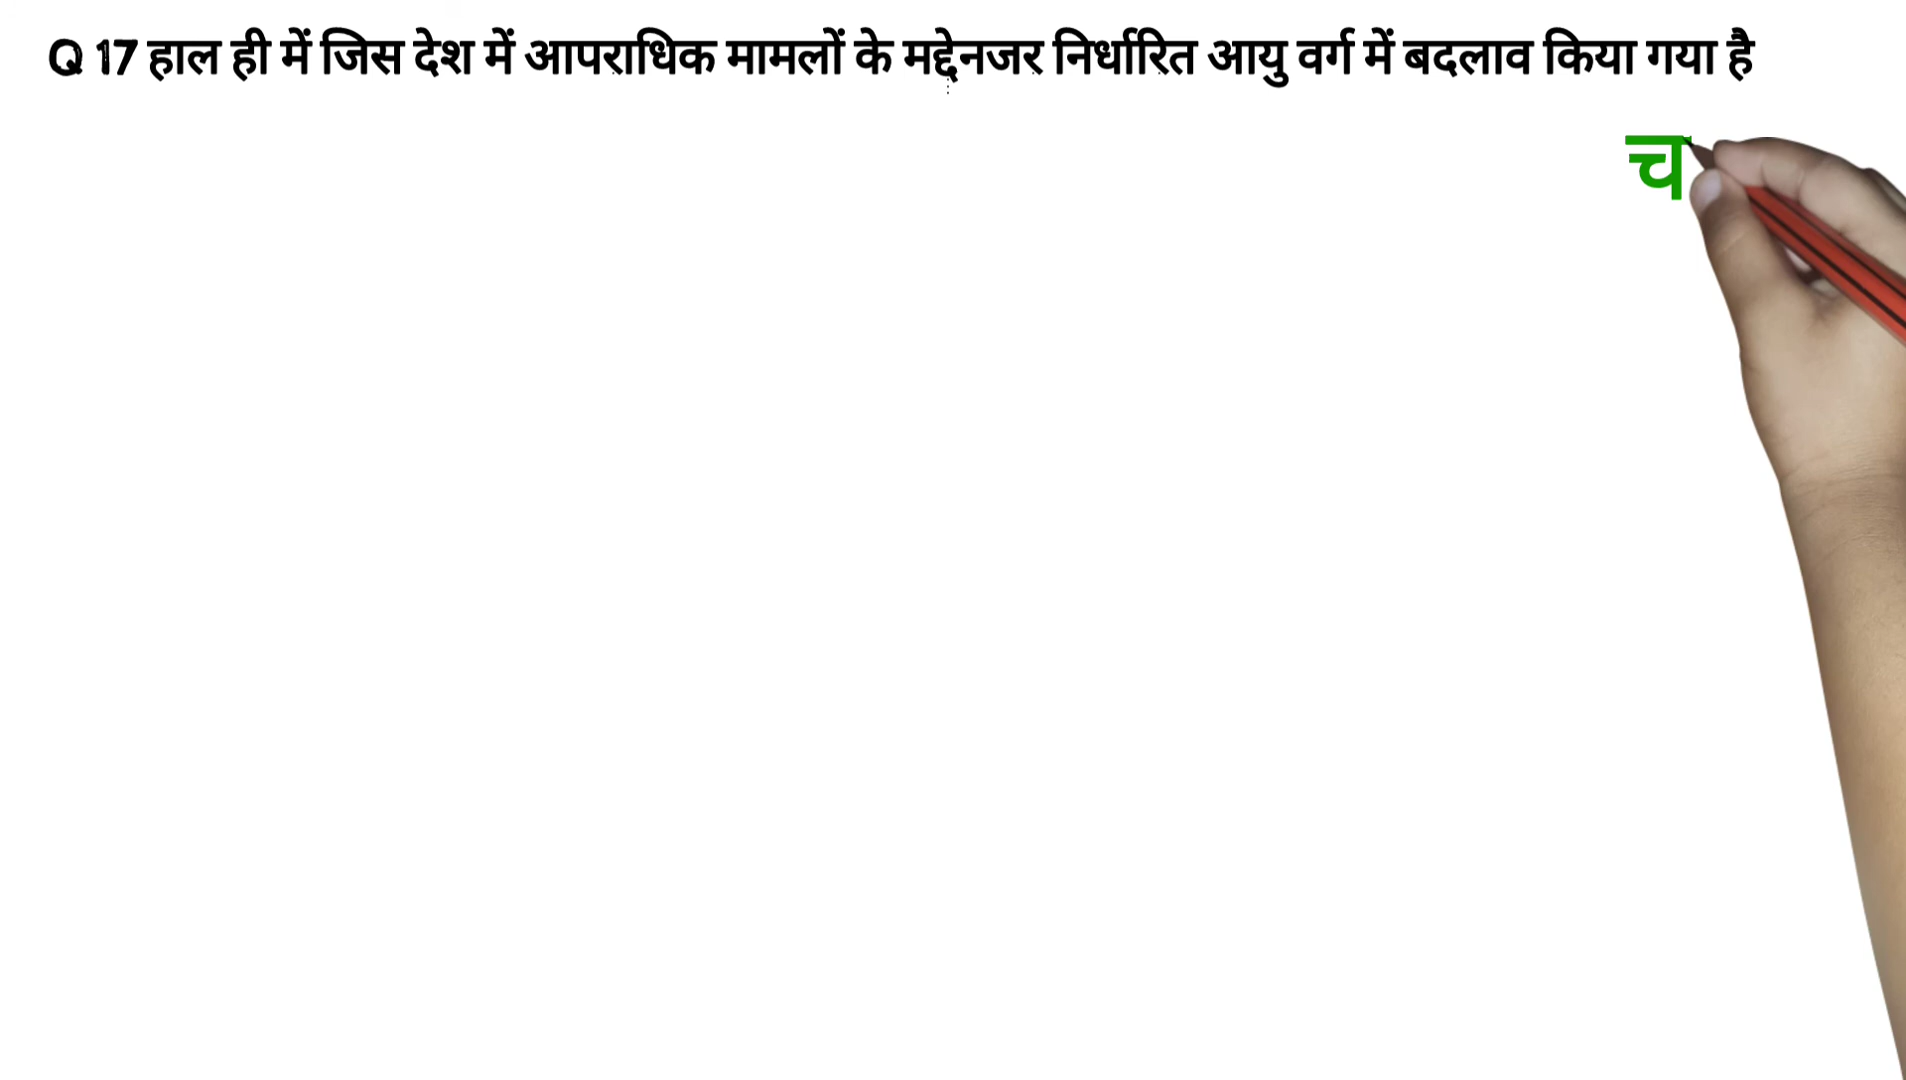 Q 17 हाल ही में जिस देश में आपराधिक मामलों के मद्देनजर निर्धारित आयु वर्ग में बदलाव किया गया है
च